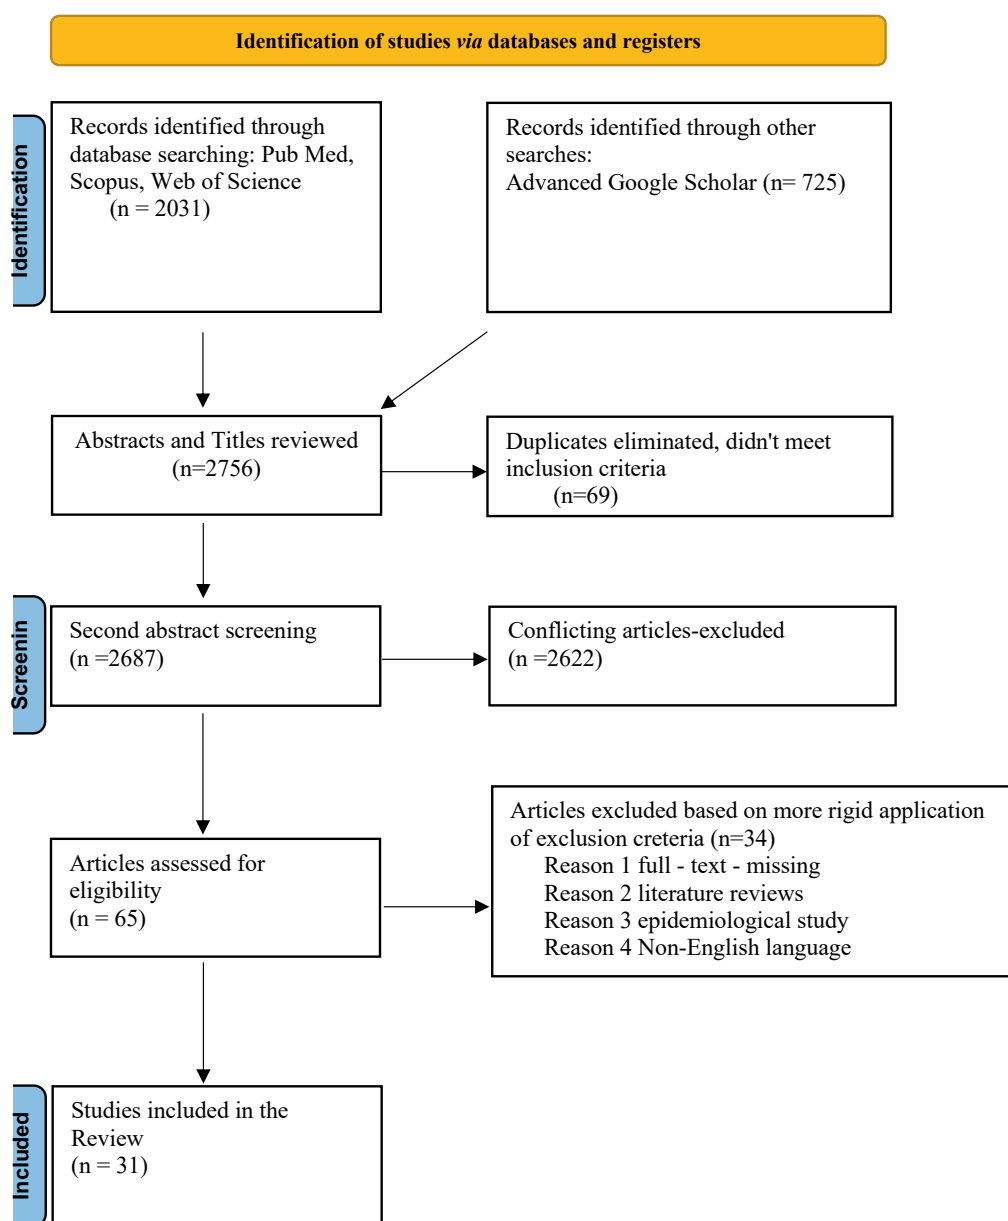 Identification of studies via databases and registers
Identification
Records identified through
database searching: Pub Med,
Scopus, Web of Science
(n = 2031)
Records identified through other
searches:
Advanced Google Scholar (n= 725)
Abstracts and Titles reviewed
(n=2756)
Duplicates eliminated, didn't meet
inclusion criteria
(n=69)
Screenin
Second abstract screening
(n =2687)
Conflicting articles-excluded
(n =2622)
Articles assessed for
eligibility
(n = 65)
Articles excluded based on more rigid application
of exclusion creteria (n=34)
Reason 1 full - text - missing
Reason 2 literature reviews
Reason 3 epidemiological study
Reason 4 Non-English language
Included
Studies included in the
Review
(n = 31)